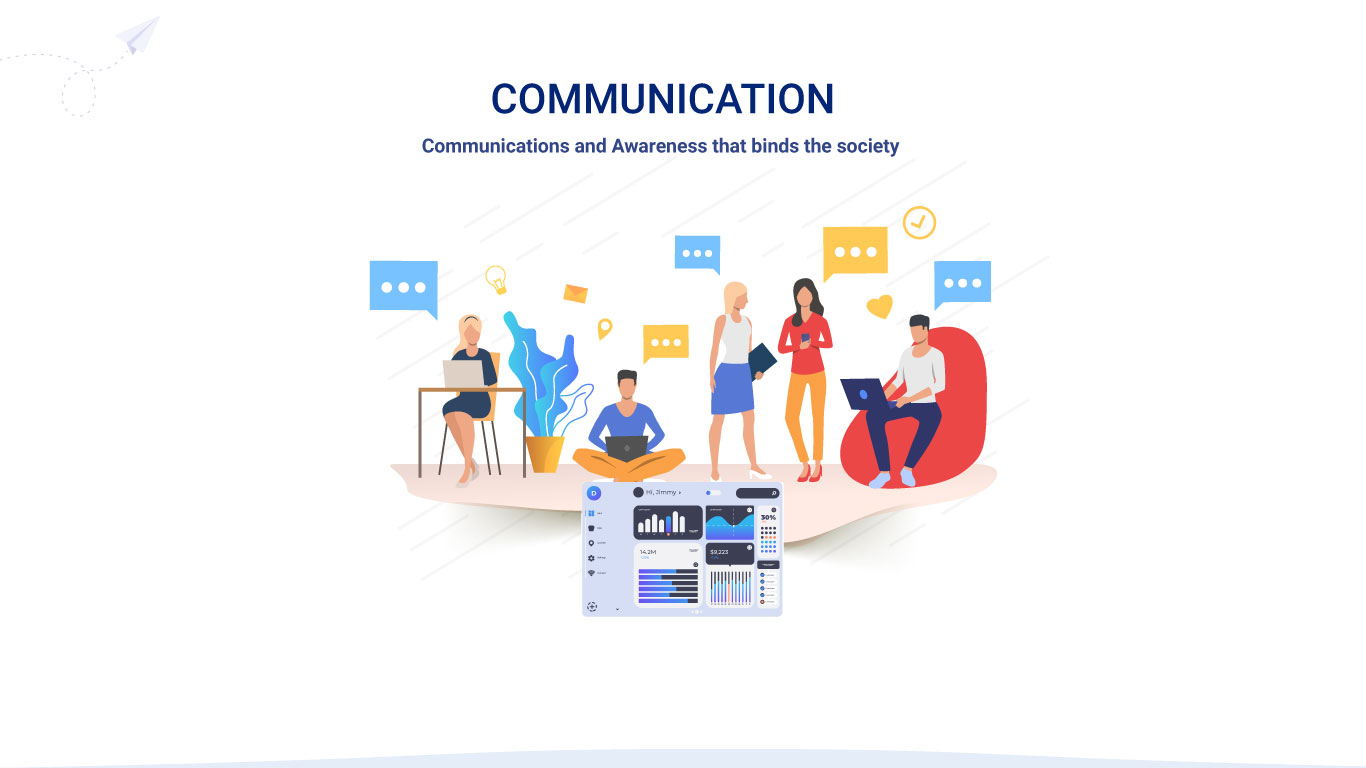 COMMUNICATION
Communications and Awareness that binds the society
D
Hi, Jimmy
30%
14.2M
$9,223